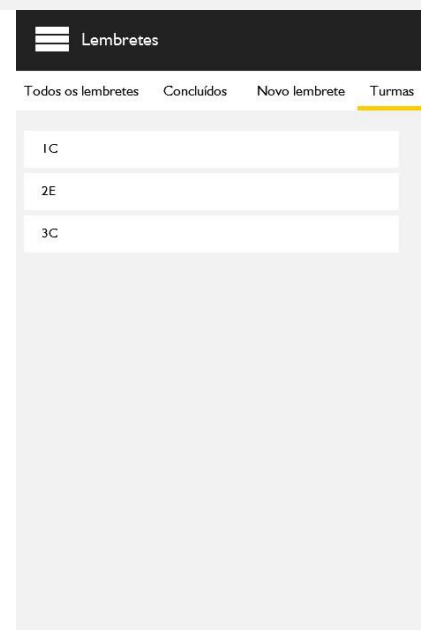 Lembretes
Todos os lembretes Concluídos Novo lembrete Turmas
1C
2E
3C